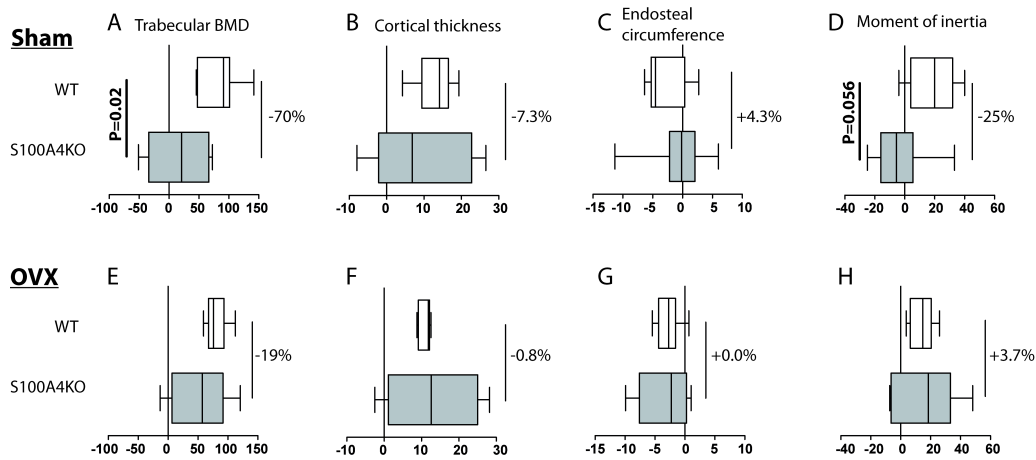 A Trabecular BMD
B Cortical thickness
C Endosteal
circumference
D Moment of inertia
Sham
WT
S100A4KO
P=0.02
-70%
-7.3%
+4.3%
P=0.056
-25%
-100 -50 0 50 100 150
-10 0 10 20 30
-15 -10 -5 0 5 10
-40 -20 0 20 40 60
OVX
E
F
G
H
WT
S100A4KO
-19%
-0.8%
+0.0%
+3.7%
-100 -50 0 50 100 150
-10 0 10 20 30
-15 -10 -5 0 5 10
-40 -20 0 20 40 60